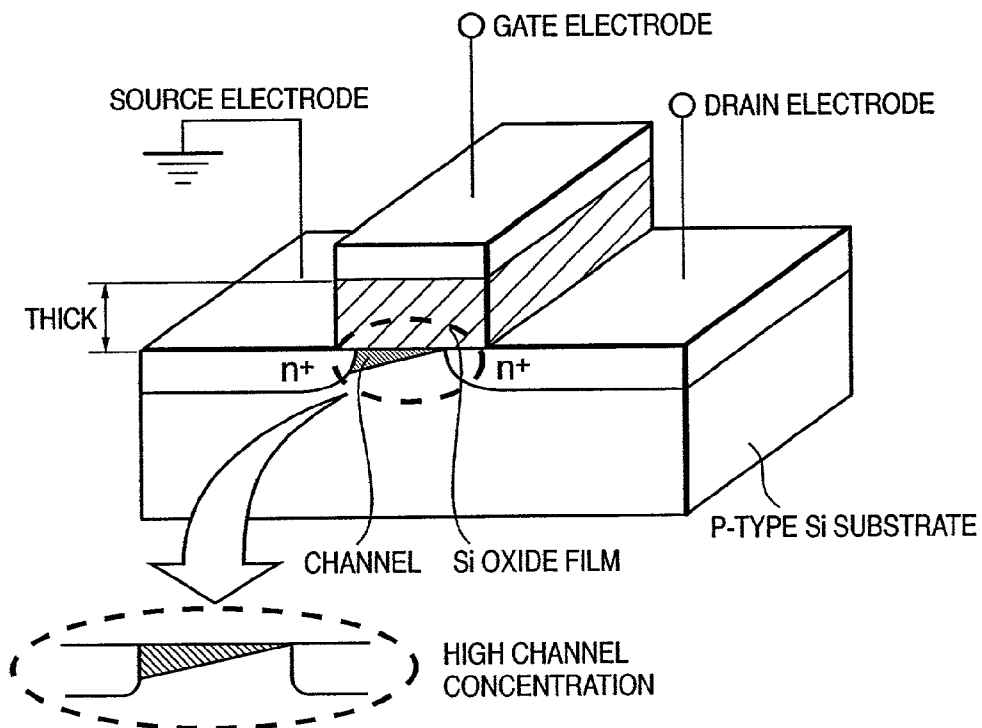 GATE ELECTRODE
SOURCE ELECTRODE
DRAIN ELECTRODE
THICK
n+
n+
P-TYPE Si SUBSTRATE
CHANNEL
Si OXIDE FILM
HIGH CHANNEL
CONCENTRATION